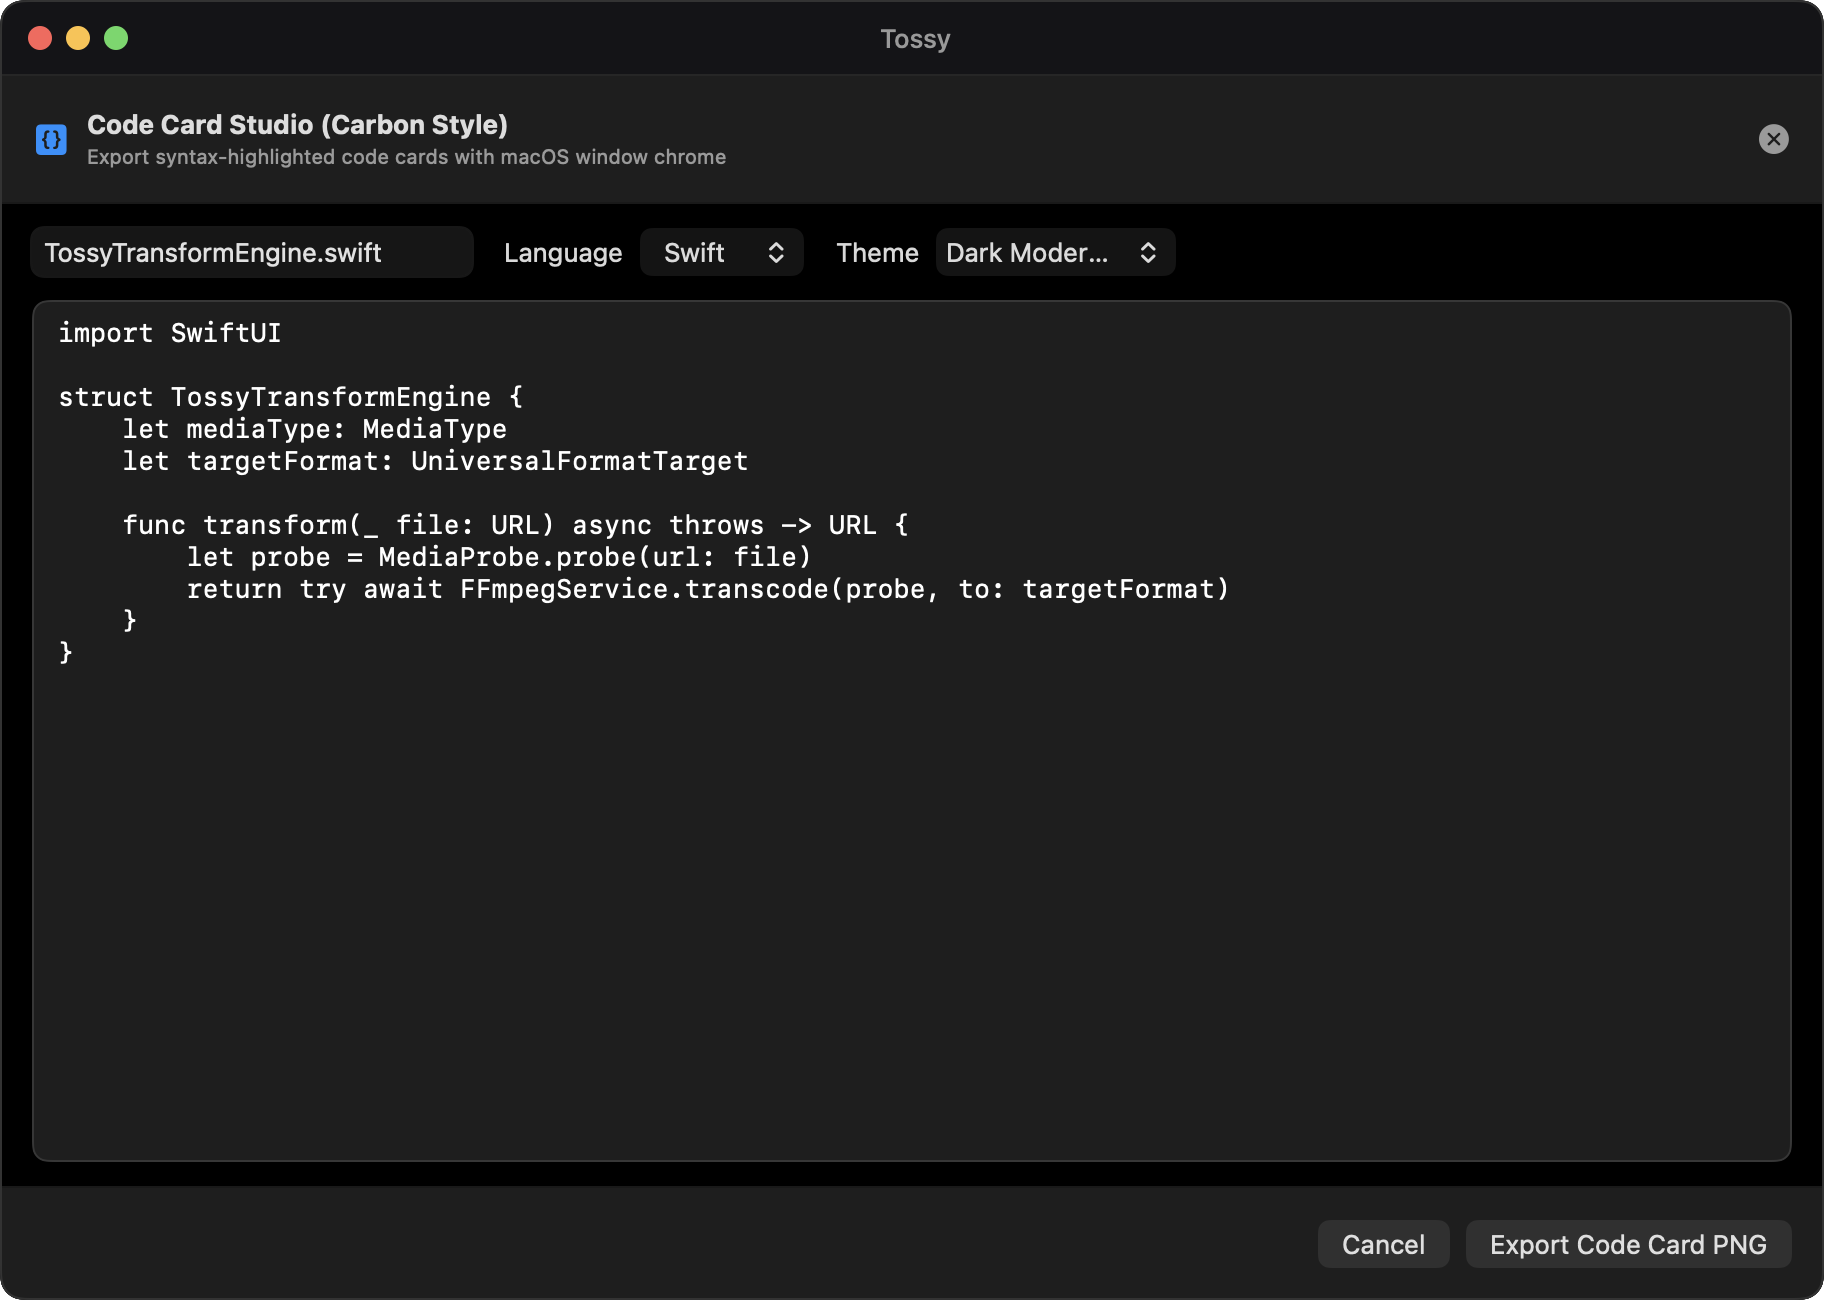 Tossy
Code Card Studio (Carbon Style)
Export syntax-highlighted code cards with macOS window chrome
TossyTransformEngine.swift Language Swift Theme Dark Moder...
import SwiftUI
struct TossyTransformEngine {
    let mediaType: MediaType
    let targetFormat: UniversalFormatTarget
    func transform(_ file: URL) async throws -> URL {
        let probe = MediaProbe.probe(url: file)
        return try await FFmpegService.transcode(probe, to: targetFormat)
    }
}
Cancel Export Code Card PNG